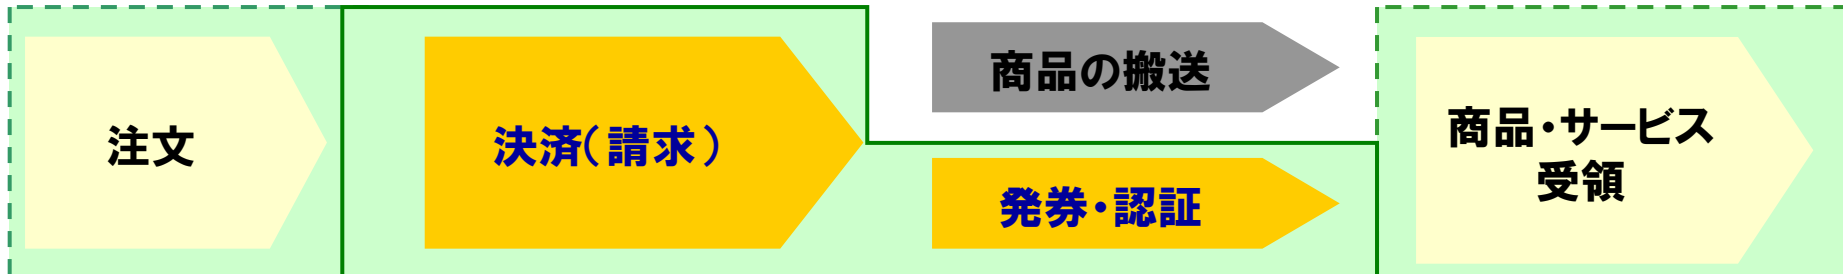 注文
決済(請求)
商品の搬送
発券・認証
商品・サービス
受領